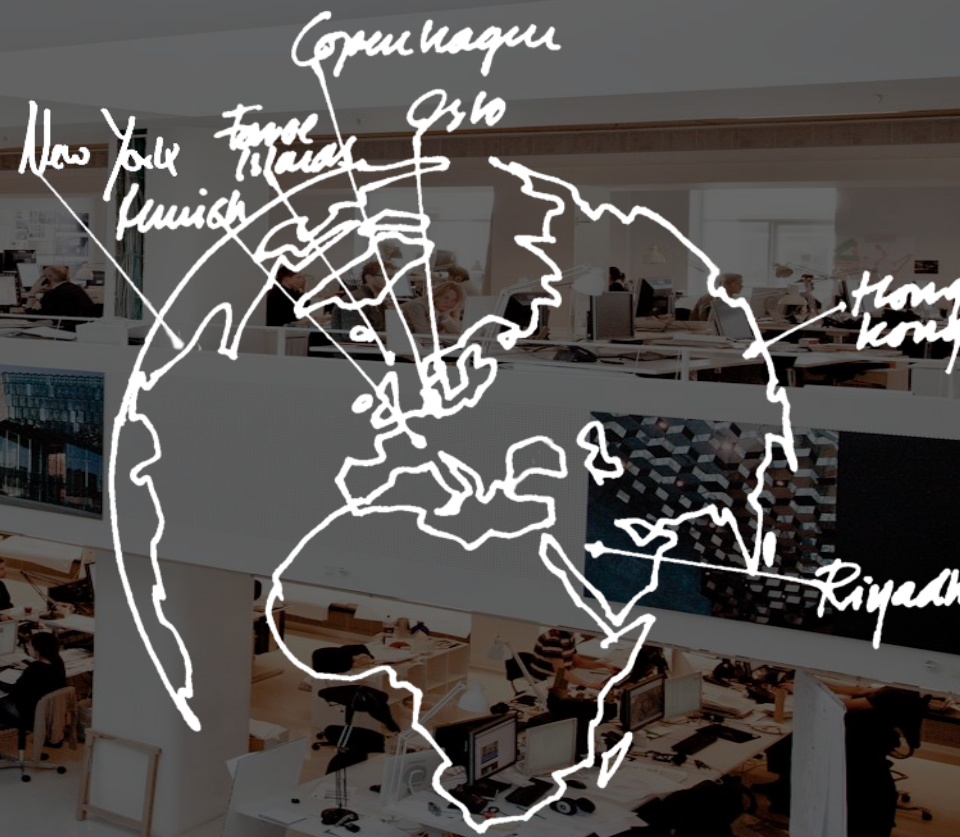 Copenhagen
Oslo
New York
Faroe
Islands
Munich
Hong
Kong
Riyadh